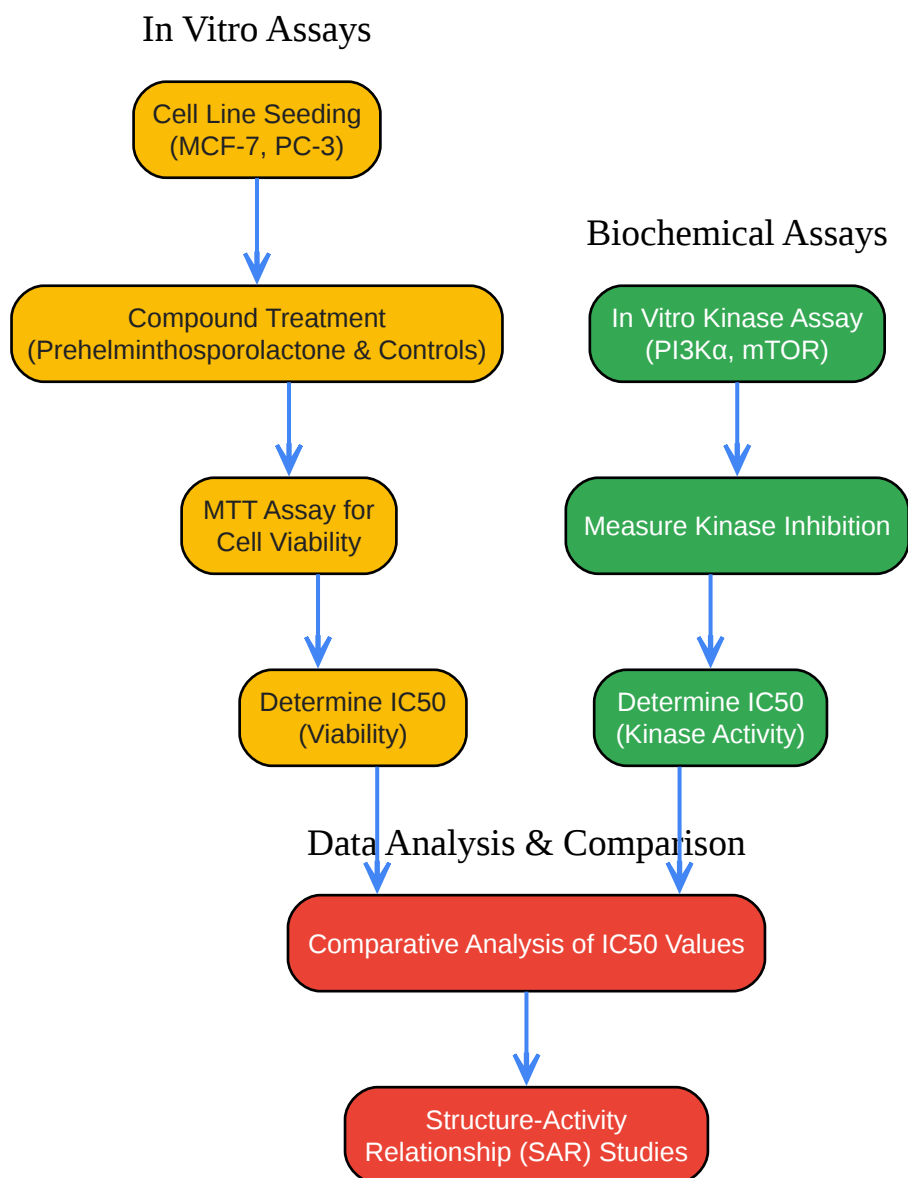 In Vitro Assays
Cell Line Seeding
(MCF-7, PC-3)
Compound Treatment
(Prehelminthosporolactone & Controls)
MTT Assay for
Cell Viability
Determine IC50
(Viability)
Biochemical Assays
In Vitro Kinase Assay
(PI3Kα, mTOR)
Measure Kinase Inhibition
Determine IC50
(Kinase Activity)
Data Analysis & Comparison
Comparative Analysis of IC50 Values
Structure-Activity
Relationship (SAR) Studies